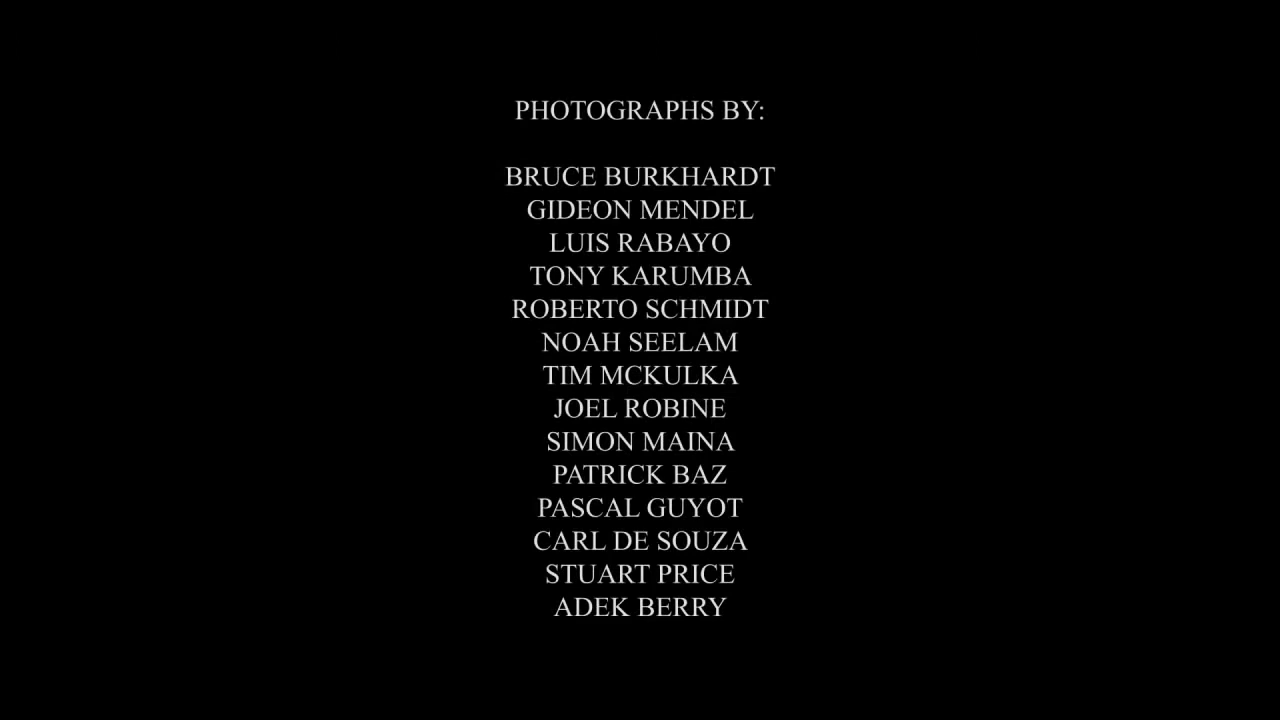 PHOTOGRAPHS BY:
BRUCE BURKHARDT
GIDEON MENDEL
LUIS RABAYO
TONY KARUMBA
ROBERTO SCHMIDT
NOAH SEELAM
TIM MCKULKA
JOEL ROBINE
SIMON MAINA
PATRICK BAZ
PASCAL GUYOT
CARL DE SOUZA
STUART PRICE
ADEK BERRY